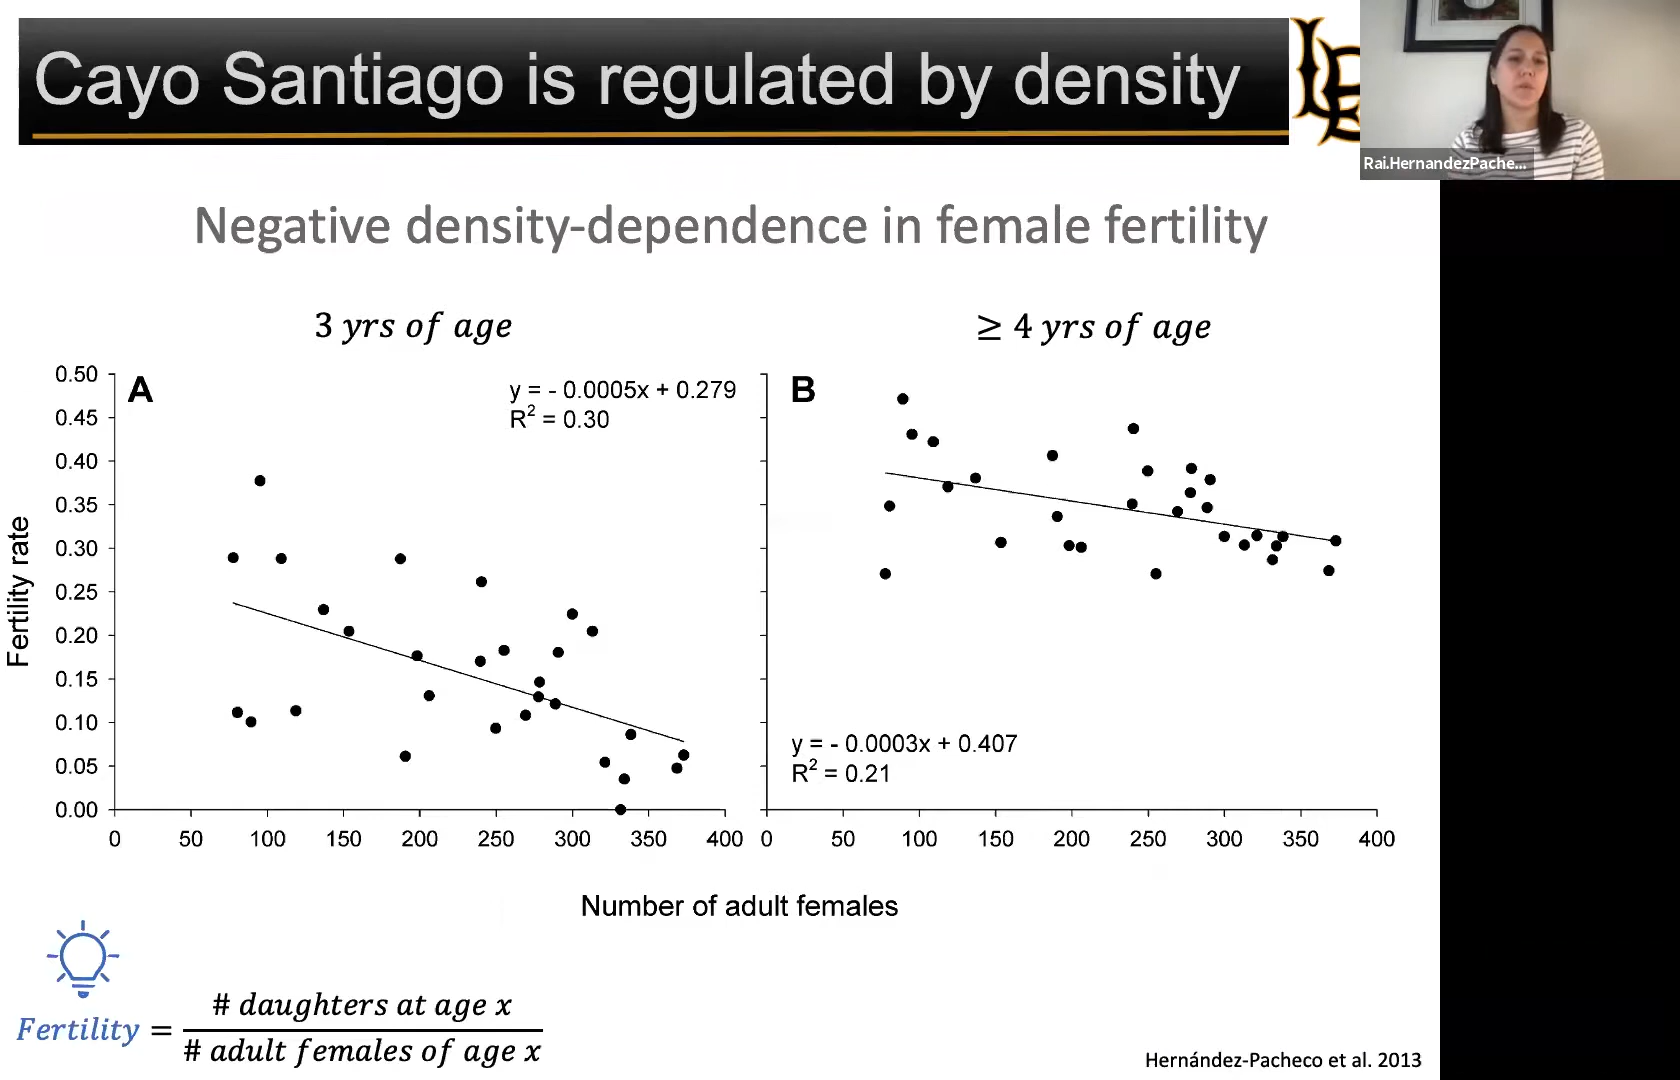 Cayo Santiago is regulated by density
LB
Rai.HernandezPache...
Negative density-dependence in female fertility
3 yrs of age
≥ 4 yrs of age
A
y = - 0.0005x + 0.279
R² = 0.30
B
y = - 0.0003x + 0.407
R² = 0.21
Fertility rate
0.50
0.45
0.40
0.35
0.30
0.25
0.20
0.15
0.10
0.05
0.00
0 50 100 150 200 250 300 350 400
0 50 100 150 200 250 300 350 400
Number of adult females
Fertility = # daughters at age x
# adult females of age x
Hernández-Pacheco et al. 2013